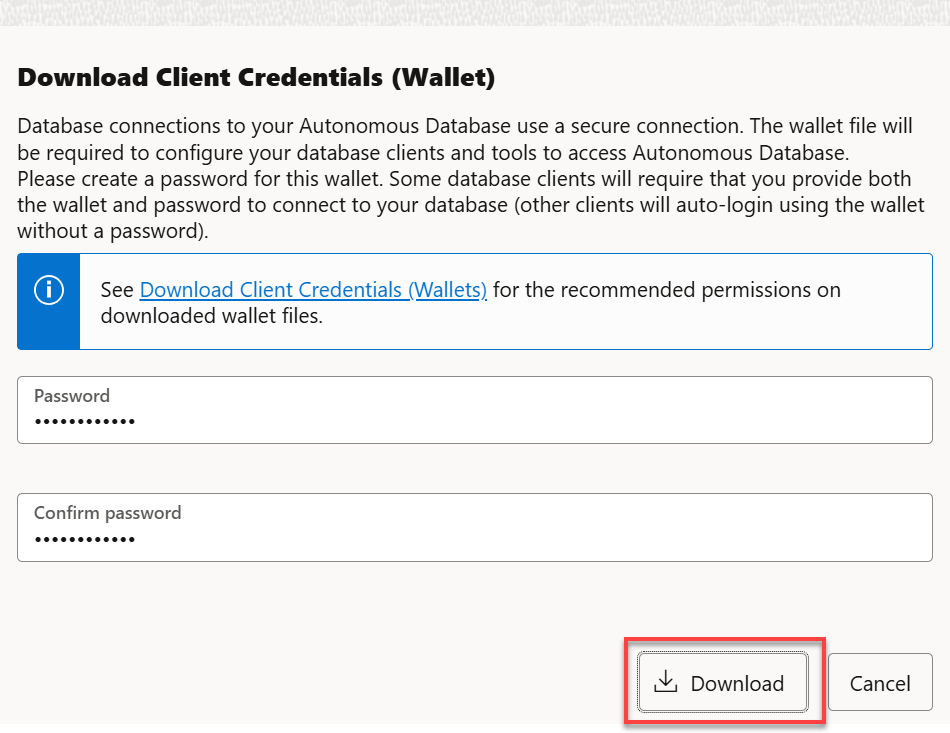 Download Client Credentials (Wallet)
Database connections to your Autonomous Database use a secure connection. The wallet file will
be required to configure your database clients and tools to access Autonomous Database.
Please create a password for this wallet. Some database clients will require that you provide both
the wallet and password to connect to your database (other clients will auto-login using the wallet
without a password).
See Download Client Credentials (Wallets) for the recommended permissions on
downloaded wallet files.
Password
••••••••••••
Confirm password
••••••••••••
Download
Cancel